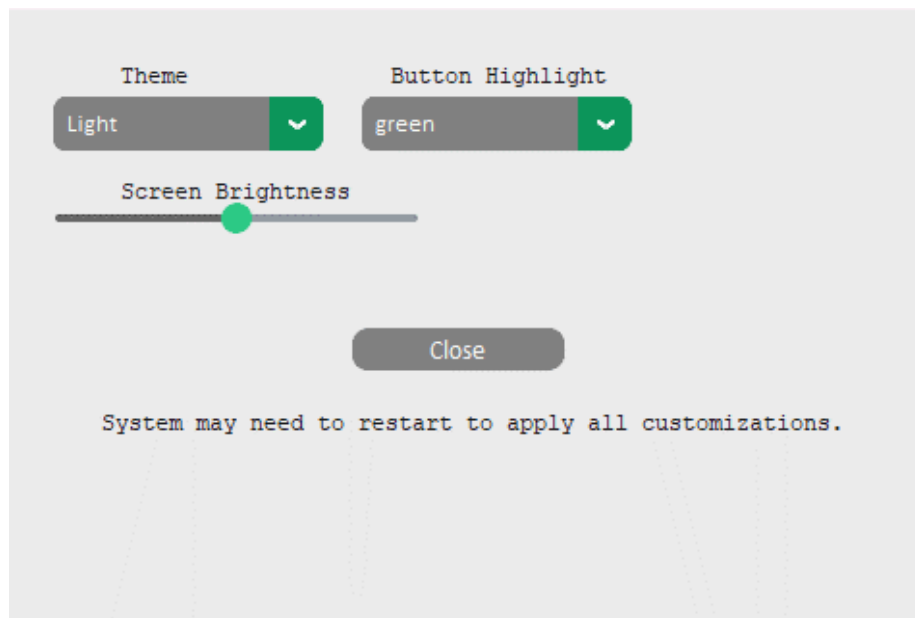 Theme
Button Highlight
Light
green
Screen Brightness
Close
System may need to restart to apply all customizations.